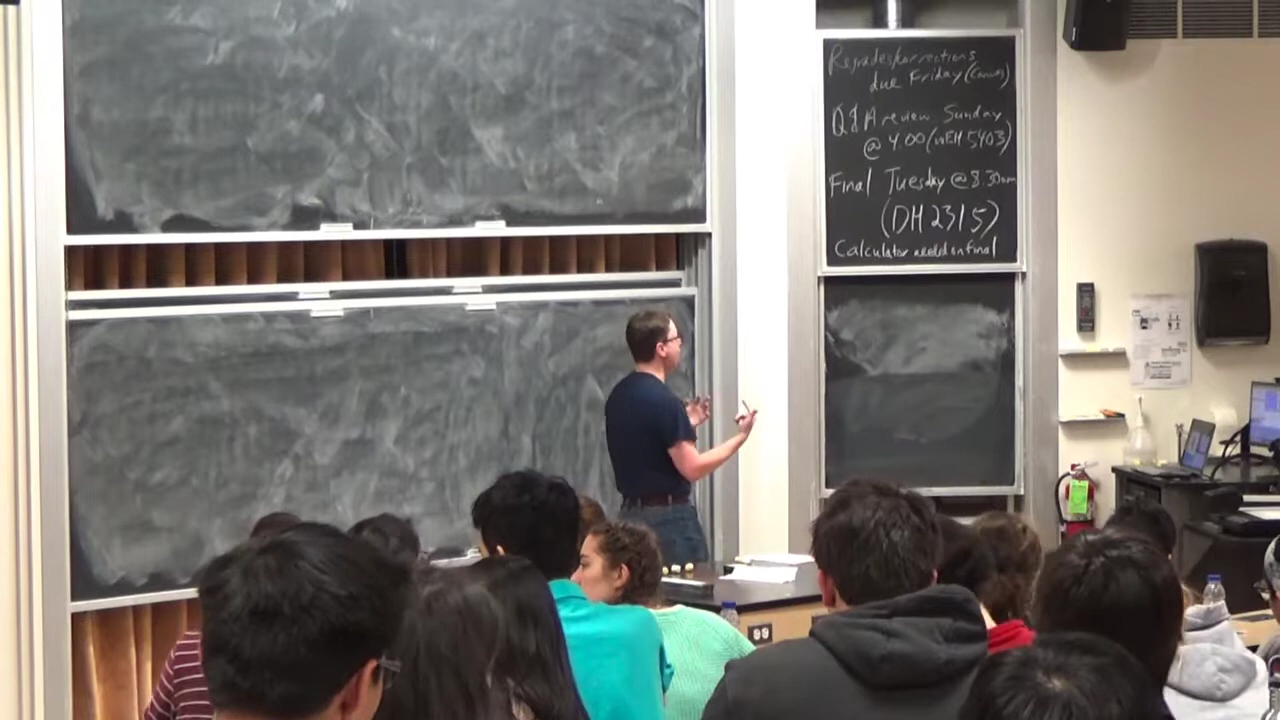 Regrades/corrections
due Friday (Canvas)
Q&A review Sunday
@ 4:00 (WEH 5403)
Final Tuesday @ 8:30am
(DH 2315)
Calculator needed on final